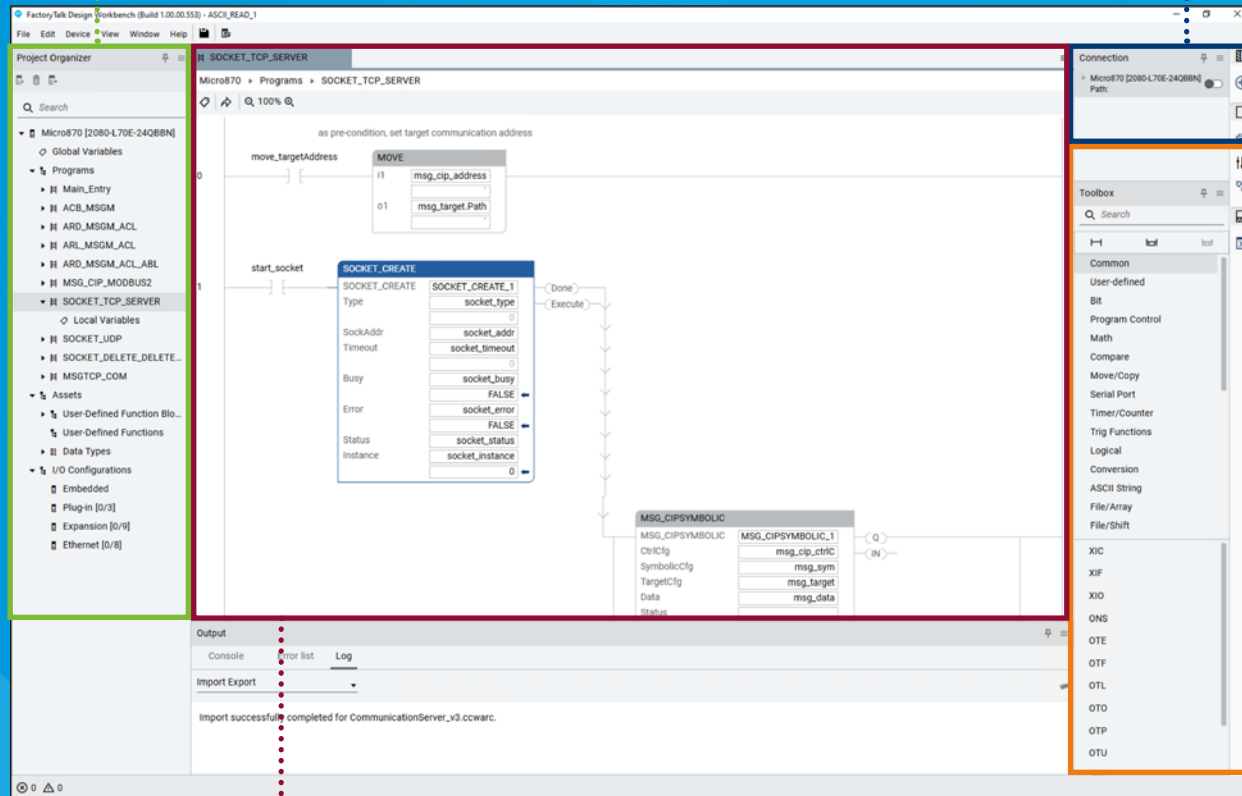 FactoryTalk Design Workbench (Build 1.00.00.553) - ASCII_READ_1
File Edit Device View Window Help
Project Organizer
Search
Micro870 [2080-L70E-24QBBN]
Global Variables
Programs
Main_Entry
ACB_MSGM
ARD_MSGM_ACL
ARL_MSGM_ACL
ARD_MSGM_ACL_ABL
MSG_CIP_MODBUS2
SOCKET_TCP_SERVER
Local Variables
SOCKET_UDP
SOCKET_DELETE_DELETE...
MSGTCP_COM
Assets
User-Defined Function Blo...
User-Defined Functions
Data Types
I/O Configurations
Embedded
Plug-in [0/3]
Expansion [0/9]
Ethernet [0/8]
SOCKET_TCP_SERVER
Micro870 Programs SOCKET_TCP_SERVER
100%
as pre-condition, set target communication address
move_targetAddress
MOVE
0
i1 msg_cip_address
o1 msg_target.Path
start_socket
SOCKET_CREATE
1
SOCKET_CREATE SOCKET_CREATE_1 Done
Type socket_type Execute
0
SockAddr socket_addr
Timeout socket_timeout
0
Busy socket_busy
FALSE
Error socket_error
FALSE
Status socket_status
Instance socket_instance
0
MSG_CIPSYMBOLIC
MSG_CIPSYMBOLIC MSG_CIPSYMBOLIC_1 Q
CtrlCfg msg_cip_ctrlC IN
SymbolicCfg msg_sym
TargetCfg msg_target
Data msg_data
Status
Output
Console Error list Log
Import Export
Import successfully completed for CommunicationServer_v3.ccwarc.
0 0
Connection
Micro870 [2080-L70E-24QBBN]
Path:
Toolbox
Search
Common
User-defined
Bit
Program Control
Math
Compare
Move/Copy
Serial Port
Timer/Counter
Trig Functions
Logical
Conversion
ASCII String
File/Array
File/Shift
XIC
XIF
XIO
ONS
OTE
OTF
OTL
OTO
OTP
OTU